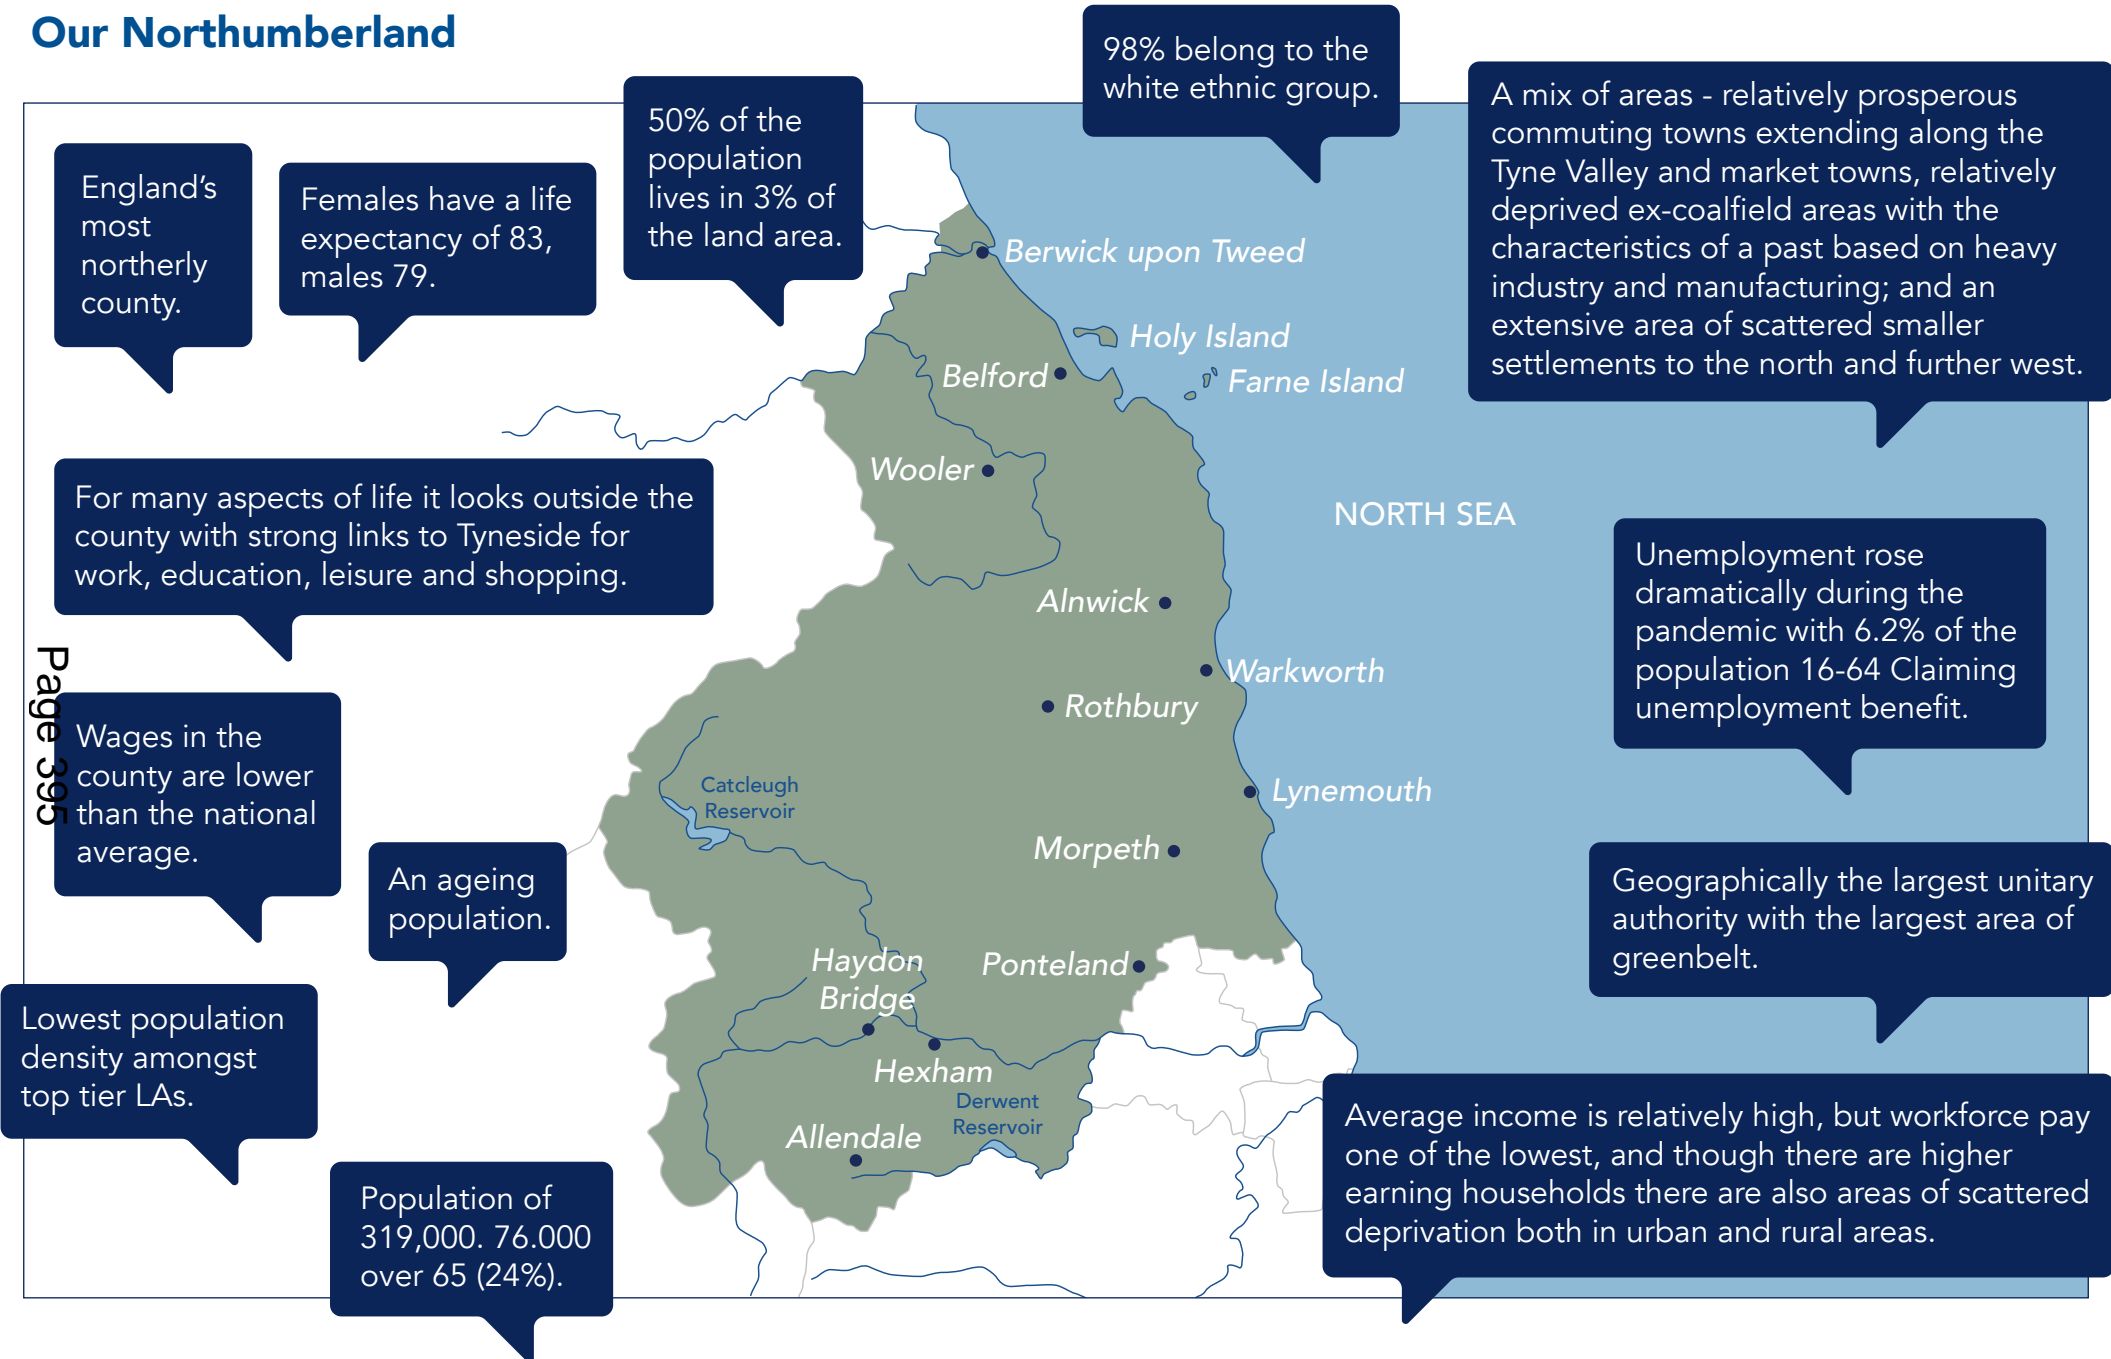 Our Northumberland
98% belong to the
white ethnic group.
A mix of areas - relatively prosperous
commuting towns extending along the
Tyne Valley and market towns, relatively
deprived ex-coalfield areas with the
characteristics of a past based on heavy
industry and manufacturing; and an
extensive area of scattered smaller
settlements to the north and further west.
50% of the
population
lives in 3% of
the land area.
England’s
most
northerly
county.
Females have a life
expectancy of 83,
males 79.
Berwick upon Tweed
Holy Island
Belford
Farne Island
Wooler
For many aspects of life it looks outside the
county with strong links to Tyneside for
work, education, leisure and shopping.
NORTH SEA
Unemployment rose
dramatically during the
pandemic with 6.2% of the
population 16-64 Claiming
unemployment benefit.
Alnwick
Warkworth
Rothbury
Page 395
Wages in the
county are lower
than the national
average.
Catcleugh
Reservoir
Lynemouth
Morpeth
An ageing
population.
Geographically the largest unitary
authority with the largest area of
greenbelt.
Haydon
Bridge
Ponteland
Lowest population
density amongst
top tier LAs.
Hexham
Derwent
Reservoir
Allendale
Average income is relatively high, but workforce pay
one of the lowest, and though there are higher
earning households there are also areas of scattered
deprivation both in urban and rural areas.
Population of
319,000. 76.000
over 65 (24%).